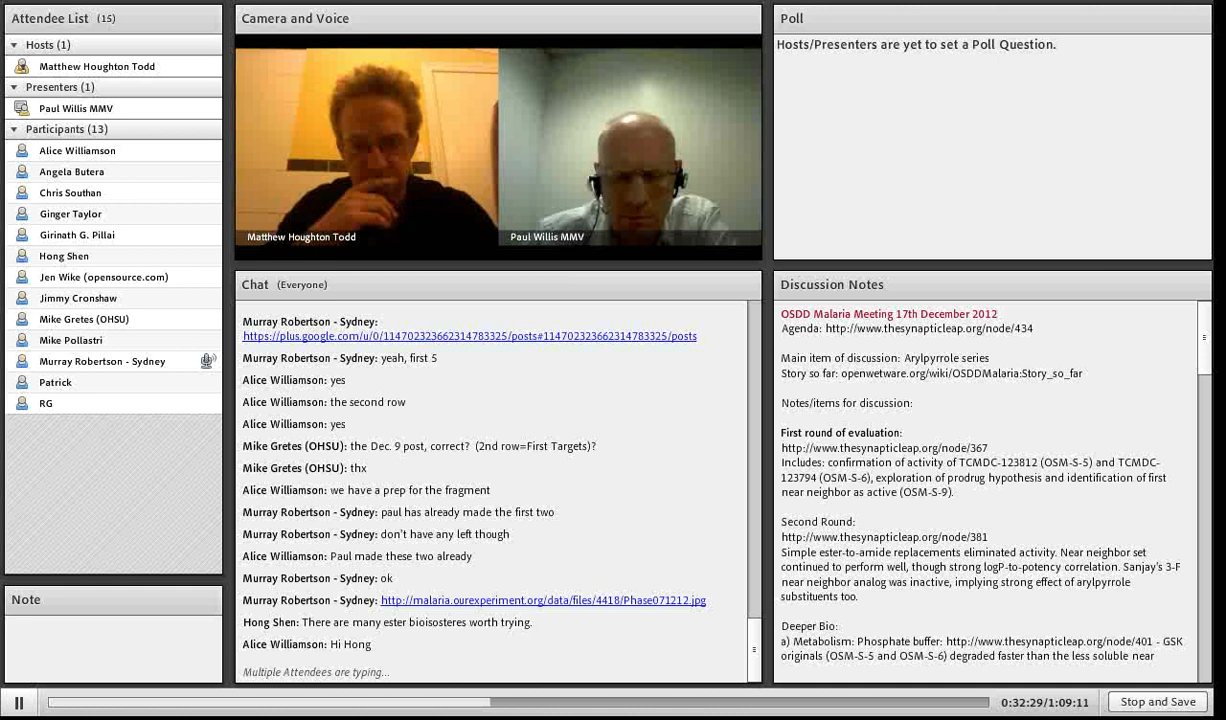 Attendee List (15)
Hosts (1)
Matthew Houghton Todd
Presenters (1)
Paul Willis MMV
Participants (13)
Alice Williamson
Angela Butera
Chris Southan
Ginger Taylor
Girinath G. Pillai
Hong Shen
Jen Wike (opensource.com)
Jimmy Cronshaw
Mike Gretes (OHSU)
Mike Pollastri
Murray Robertson - Sydney
Patrick
RG
Note
Camera and Voice
Matthew Houghton Todd
Paul Willis MMV
Chat (Everyone)
Murray Robertson - Sydney:
https://plus.google.com/u/0/114702323662314783325/posts#114702323662314783325/posts
Murray Robertson - Sydney: yeah, first 5
Alice Williamson: yes
Alice Williamson: the second row
Alice Williamson: yes
Mike Gretes (OHSU): the Dec. 9 post, correct? (2nd row=First Targets)?
Mike Gretes (OHSU): thx
Alice Williamson: we have a prep for the fragment
Murray Robertson - Sydney: paul has already made the first two
Murray Robertson - Sydney: don't have any left though
Alice Williamson: Paul made these two already
Murray Robertson - Sydney: ok
Murray Robertson - Sydney: http://malaria.ourexperiment.org/data/files/4418/Phase071212.jpg
Hong Shen: There are many ester bioisosteres worth trying.
Alice Williamson: Hi Hong
Multiple Attendees are typing...
Poll
Hosts/Presenters are yet to set a Poll Question.
Discussion Notes
OSDD Malaria Meeting 17th December 2012
Agenda: http://www.thesynapticleap.org/node/434
Main item of discussion: Arylpyrrole series
Story so far: openwetware.org/wiki/OSDDMalaria:Story_so_far
Notes/items for discussion:
First round of evaluation:
http://www.thesynapticleap.org/node/367
Includes: confirmation of activity of TCMDC-123812 (OSM-S-5) and TCMDC-
123794 (OSM-S-6), exploration of prodrug hypothesis and identification of first
near neighbor as active (OSM-S-9).
Second Round:
http://www.thesynapticleap.org/node/381
Simple ester-to-amide replacements eliminated activity. Near neighbor set
continued to perform well, though strong logP-to-potency correlation. Sanjay's 3-F
near neighbor analog was inactive, implying strong effect of arylpyrrole
substituents too.
Deeper Bio:
a) Metabolism: Phosphate buffer: http://www.thesynapticleap.org/node/401 - GSK
originals (OSM-S-5 and OSM-S-6) degraded faster than the less soluble near
0:32:29/1:09:11
Stop and Save